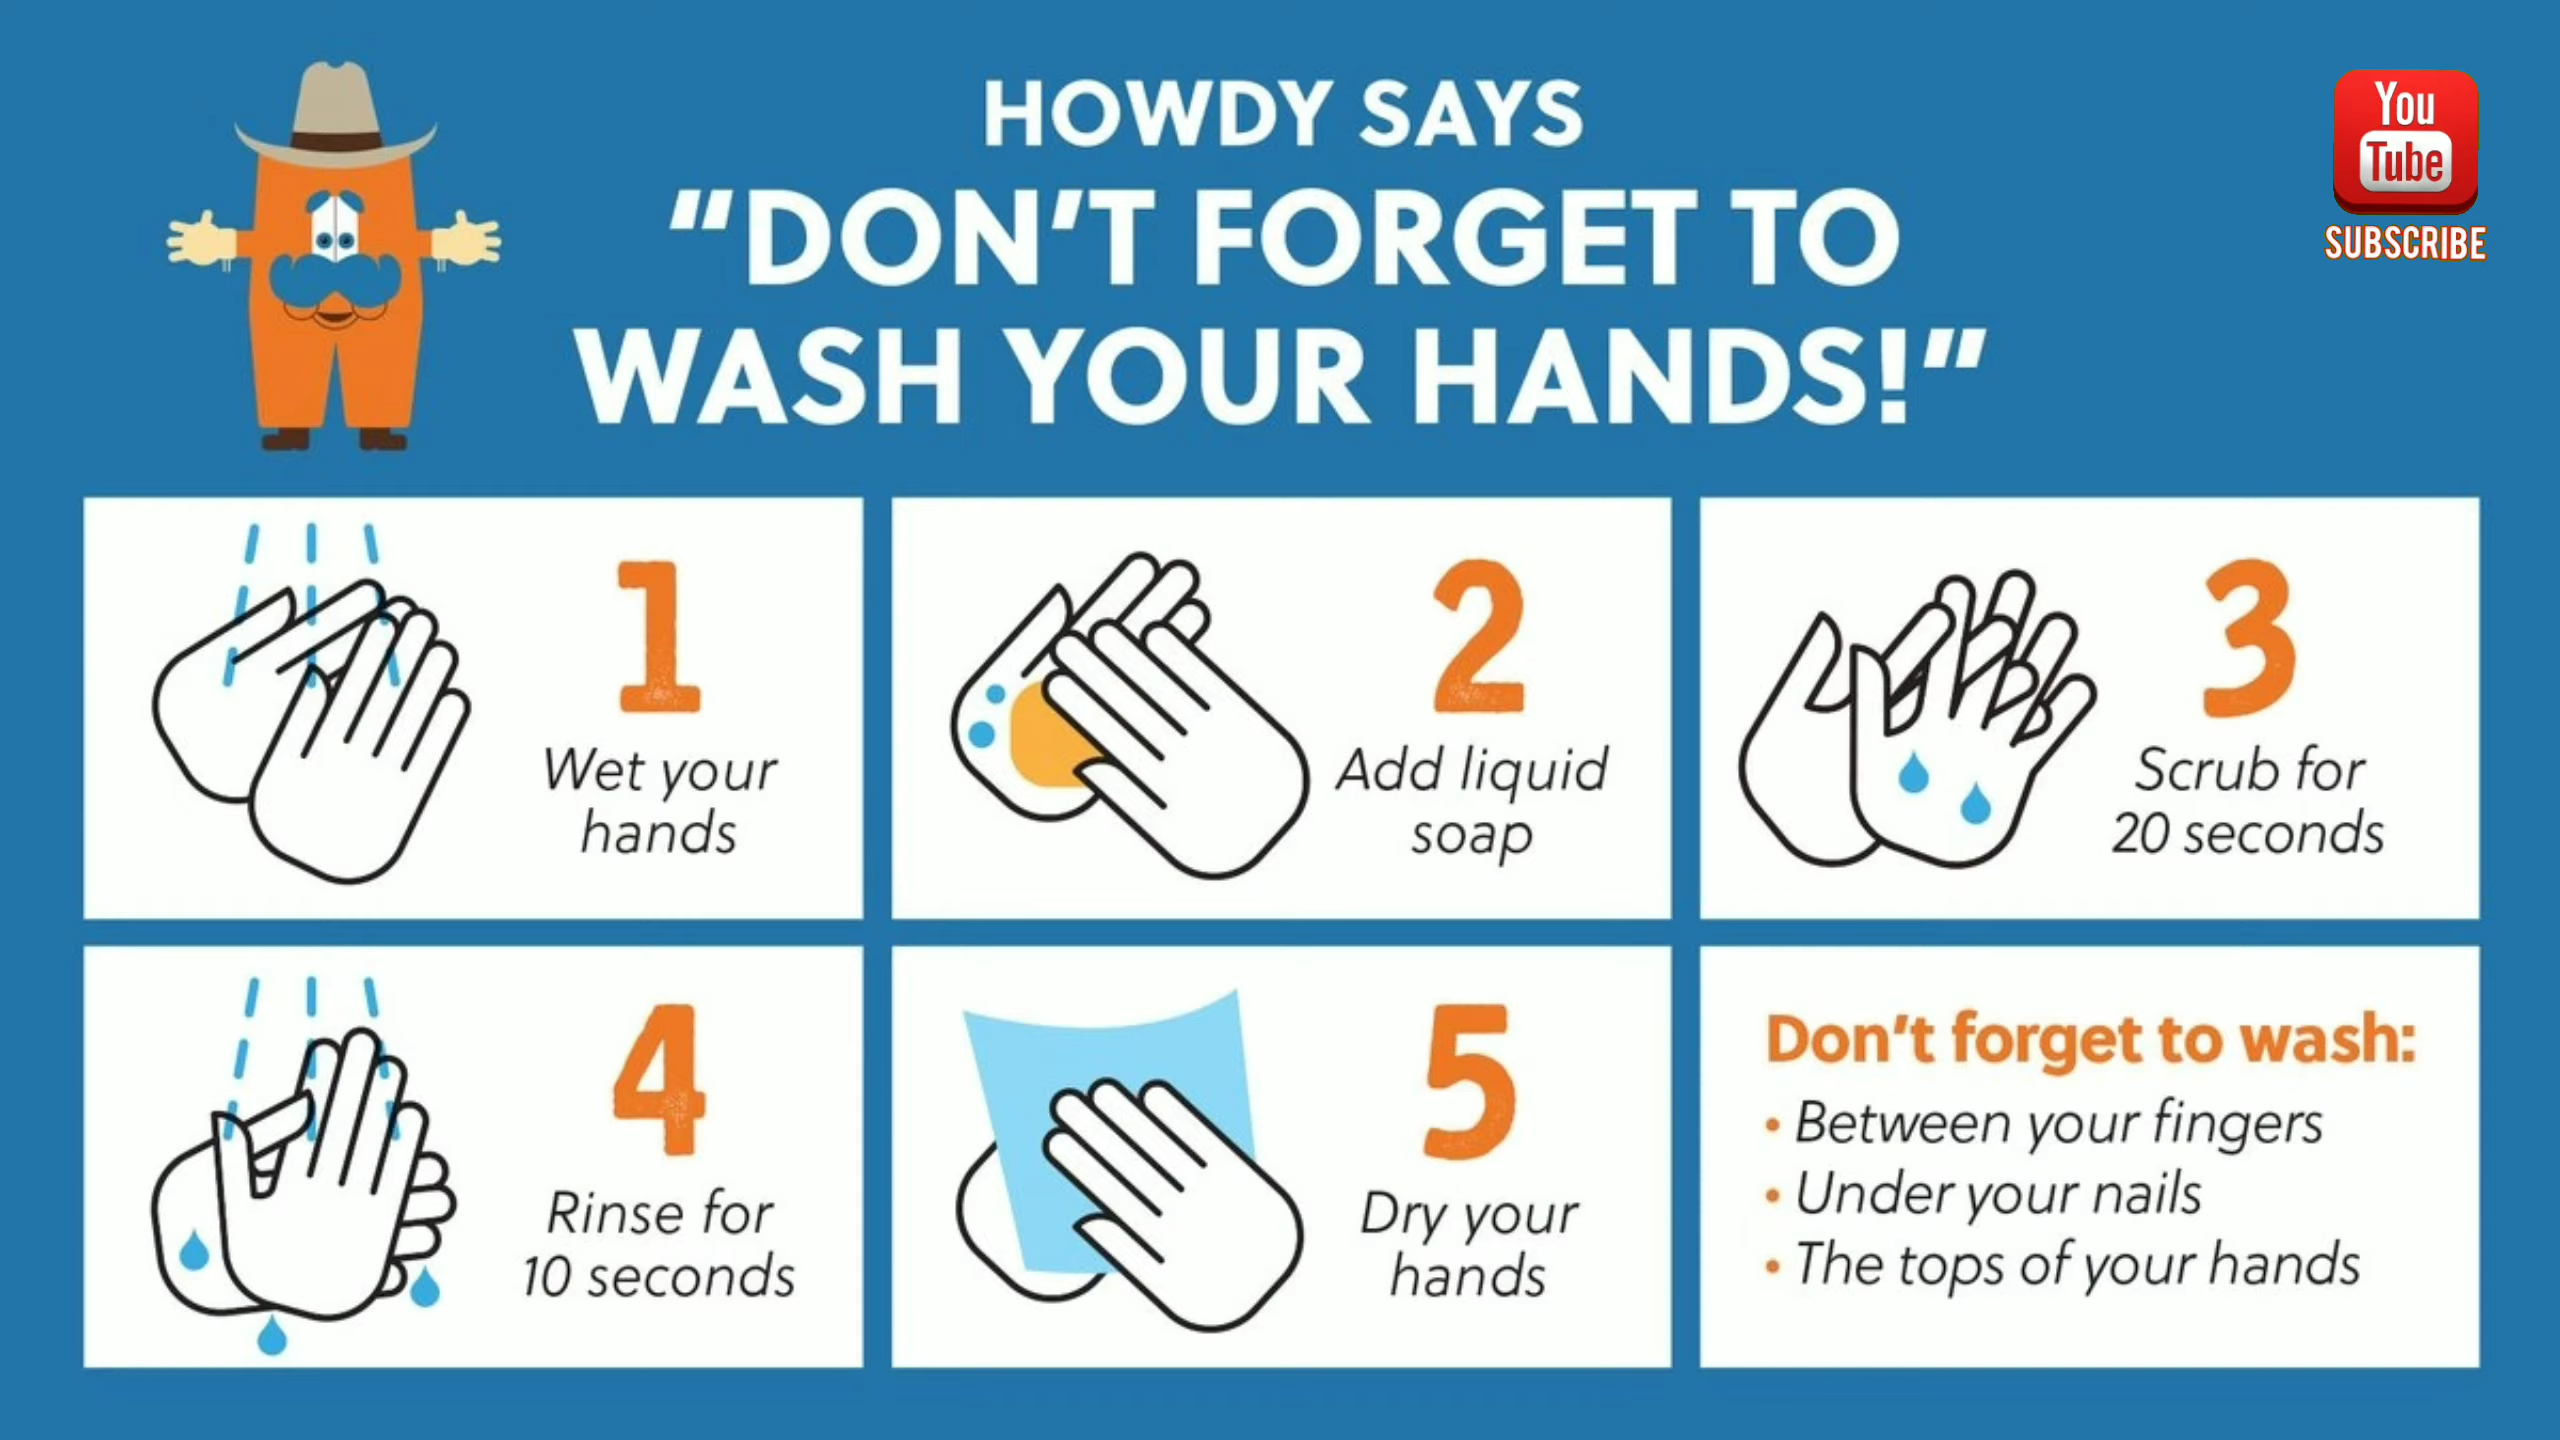 HOWDY SAYS
"DON'T FORGET TO
WASH YOUR HANDS!"
You
Tube
SUBSCRIBE
1
Wet your
hands
2
Add liquid
soap
3
Scrub for
20 seconds
4
Rinse for
10 seconds
5
Dry your
hands
Don't forget to wash:
• Between your fingers
• Under your nails
• The tops of your hands